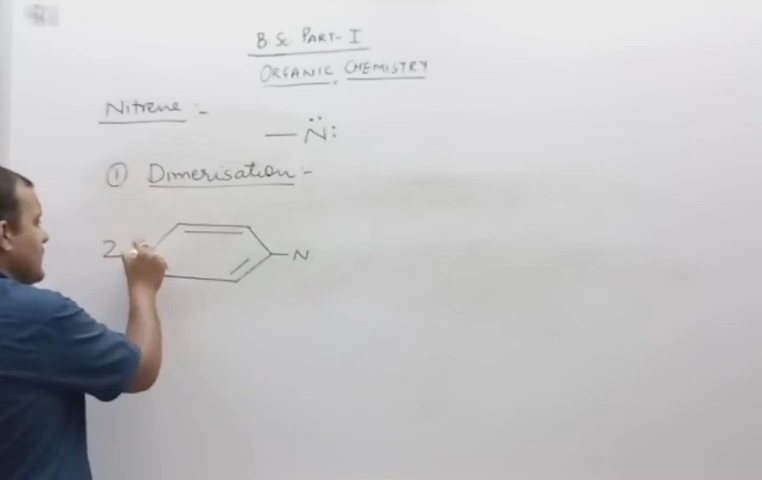 B Sc PART- I
ORGANIC CHEMISTRY
Nitrene :-
— N̈:
① Dimerisation :-
2 N